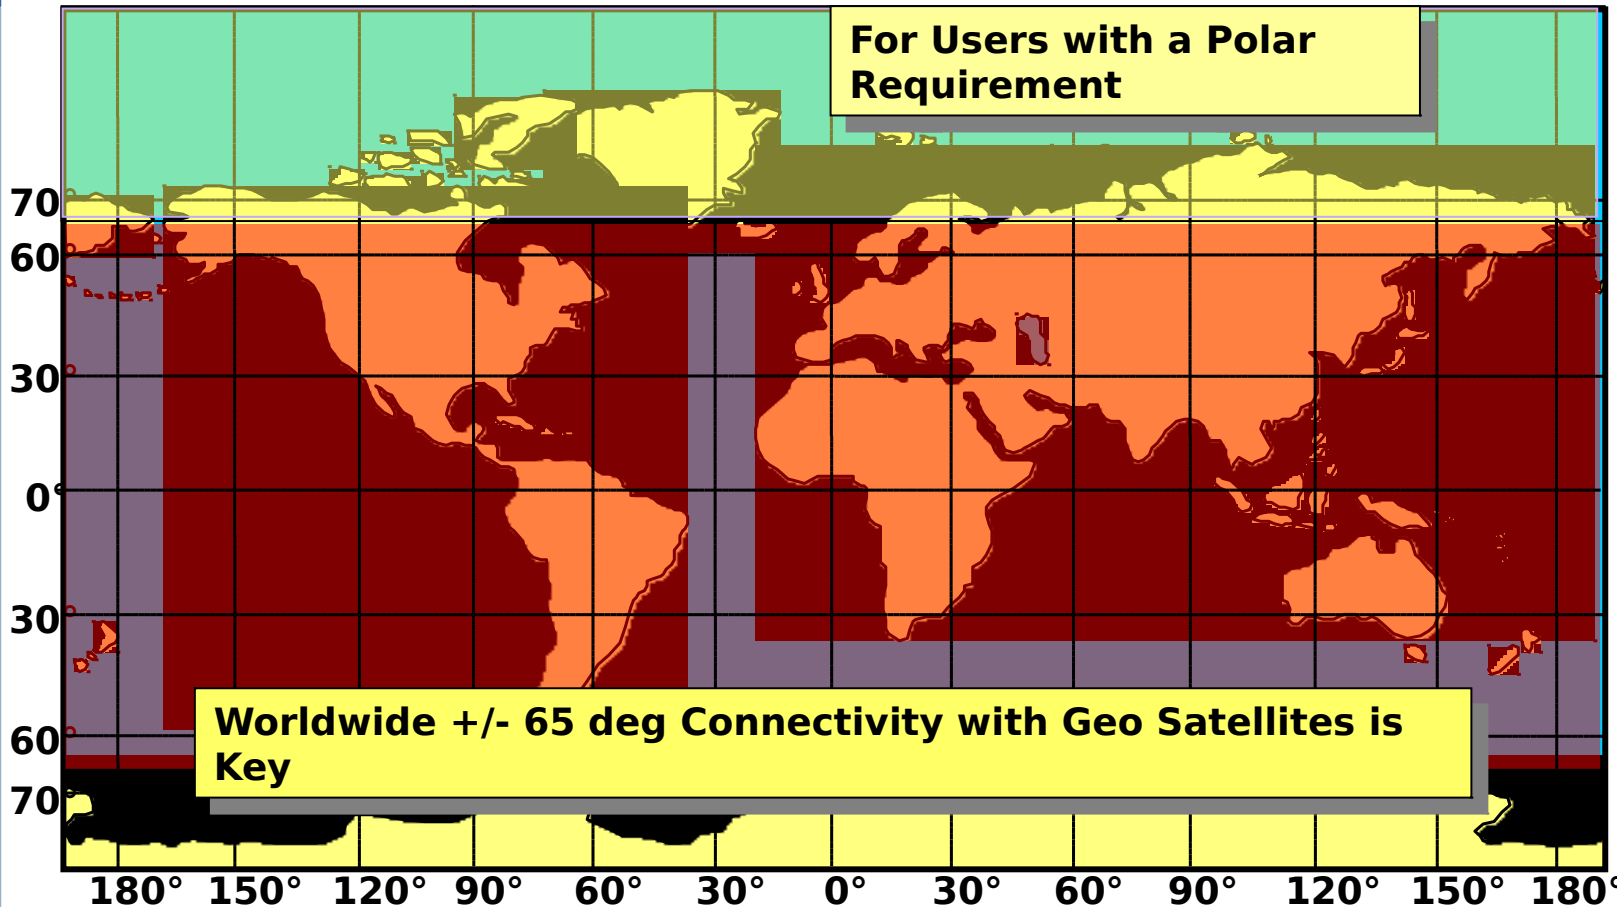 For Users with a Polar
Requirement
70°
60°
30°
0°
30°
60°
70°
Worldwide +/- 65 deg Connectivity with Geo Satellites is
Key
180° 150° 120° 90° 60° 30° 0° 30° 60° 90° 120° 150° 180°